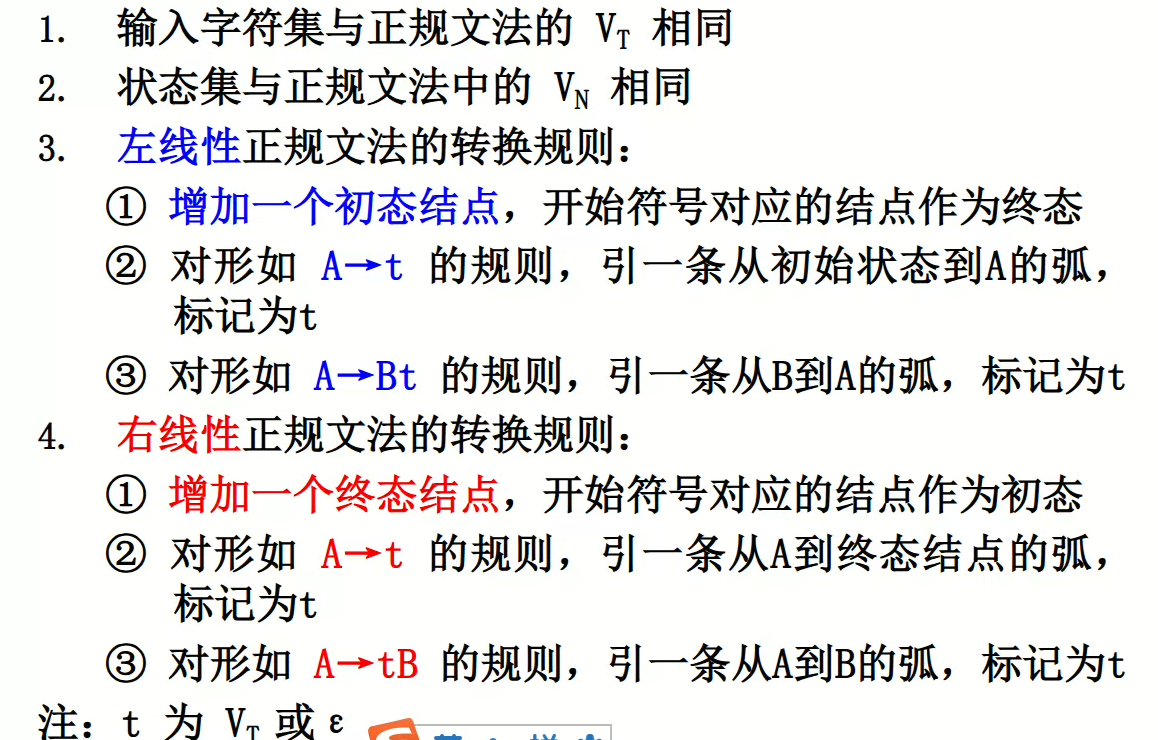 1. 输入字符集与正规文法的 VT 相同
2. 状态集与正规文法中的 VN 相同
3. 左线性正规文法的转换规则：
① 增加一个初态结点，开始符号对应的结点作为终态
② 对形如 A→t 的规则，引一条从初始状态到A的弧，
标记为t
③ 对形如 A→Bt 的规则，引一条从B到A的弧，标记为t
4. 右线性正规文法的转换规则：
① 增加一个终态结点，开始符号对应的结点作为初态
② 对形如 A→t 的规则，引一条从A到终态结点的弧，
标记为t
③ 对形如 A→tB 的规则，引一条从A到B的弧，标记为t
注：t 为 VT 或 ε